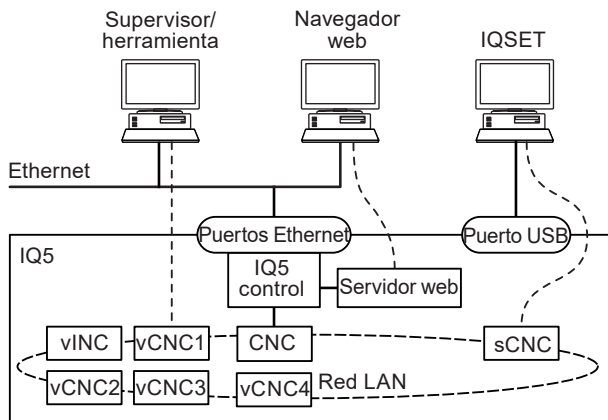 Supervisor/
herramienta
Navegador
web
IQSET
Ethernet
Puertos Ethernet
Puerto USB
IQ5
IQ5
control
Servidor web
vINC
vCNC1
CNC
sCNC
vCNC2
vCNC3
vCNC4
Red LAN